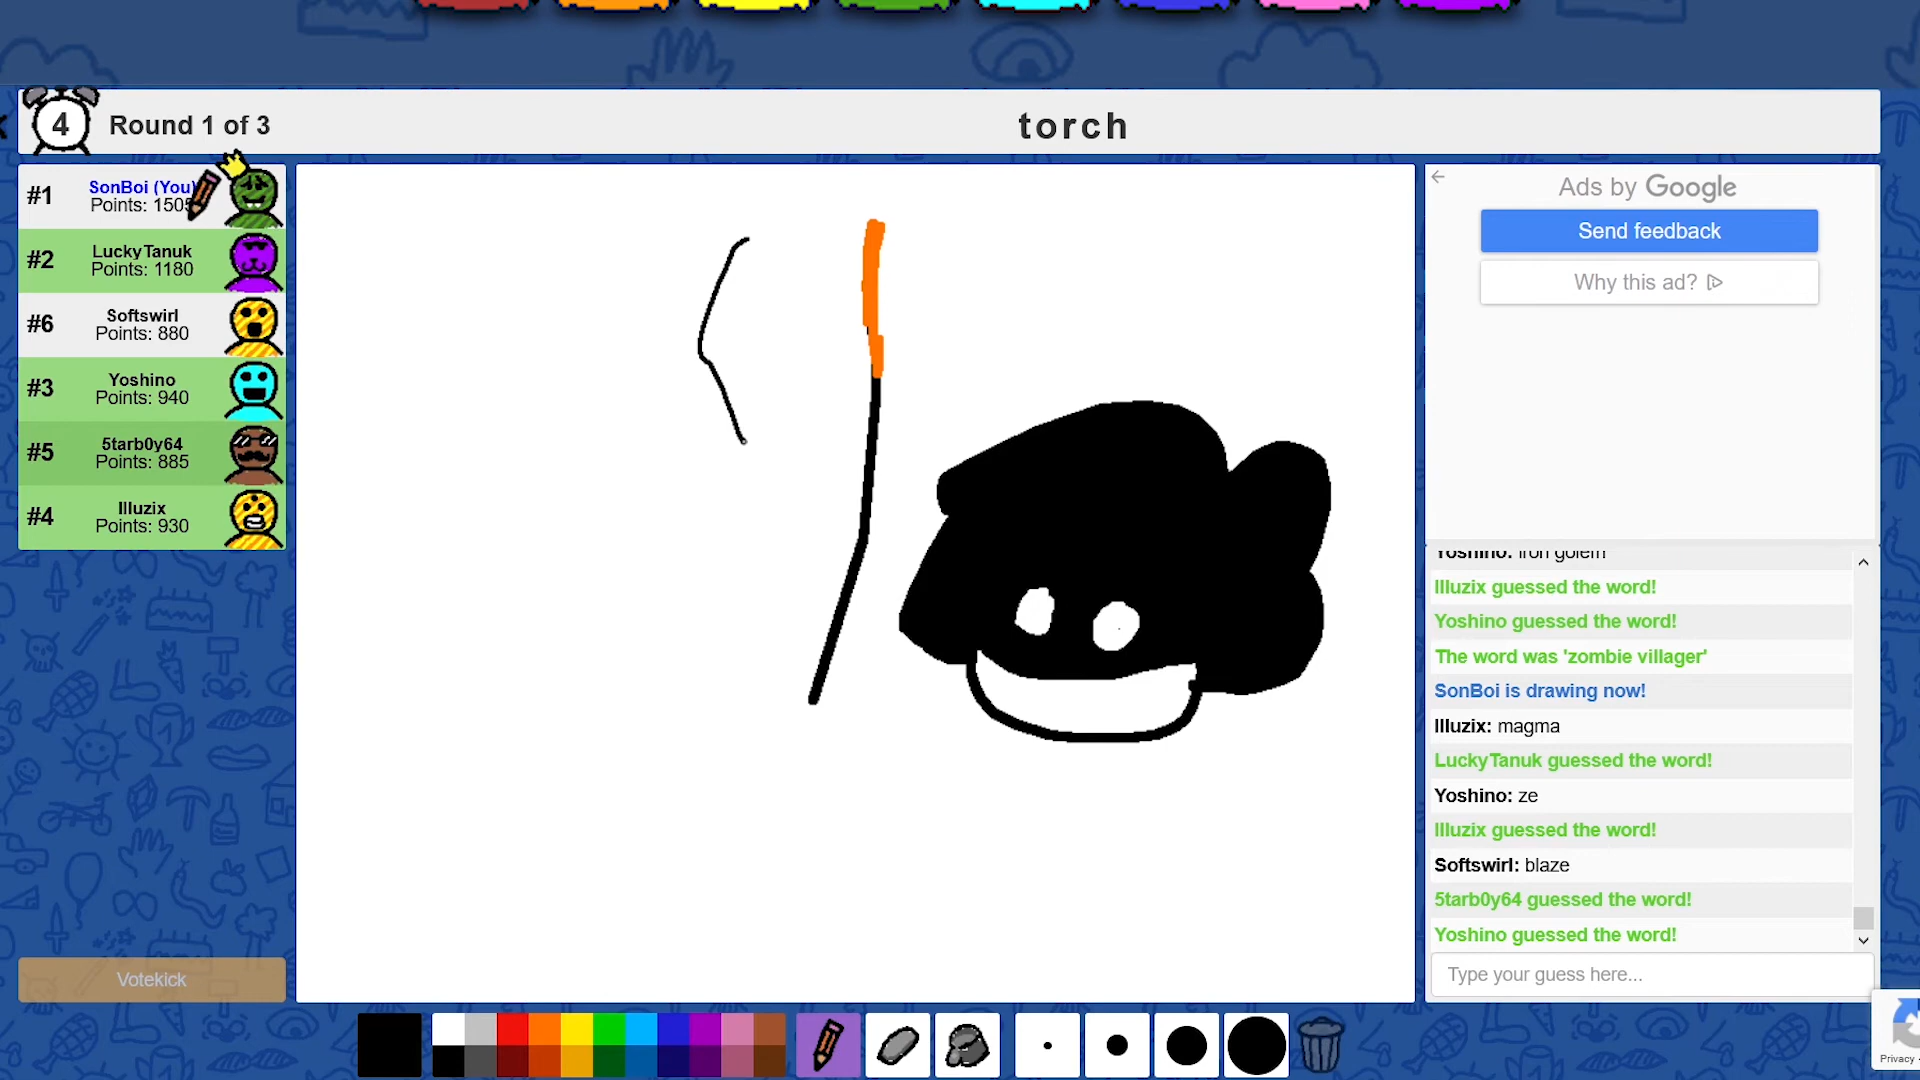 4
Round 1 of 3
torch
#1
SonBoi (You)
Points: 1505
#2
LuckyTanuk
Points: 1180
#6
Softswirl
Points: 880
#3
Yoshino
Points: 940
#5
5tarb0y64
Points: 885
#4
Illuzix
Points: 930
Votekick
Ads by Google
Send feedback
Why this ad?
Yoshino: iron golem
Illuzix guessed the word!
Yoshino guessed the word!
The word was 'zombie villager'
SonBoi is drawing now!
Illuzix: magma
LuckyTanuk guessed the word!
Yoshino: ze
Illuzix guessed the word!
Softswirl: blaze
5tarb0y64 guessed the word!
Yoshino guessed the word!
Type your guess here...
Privacy -